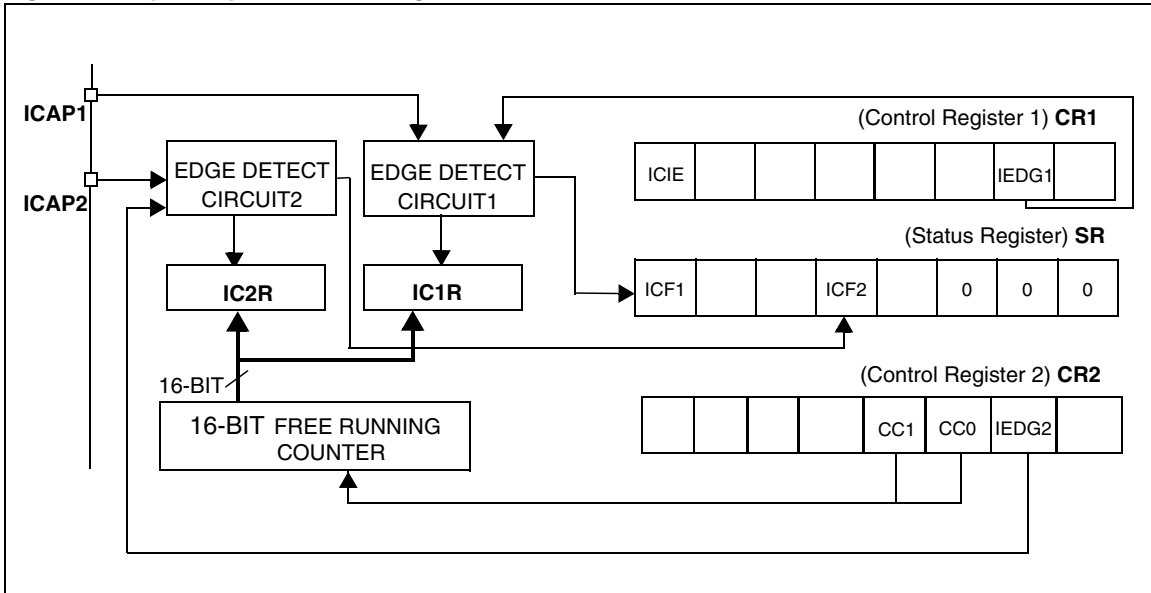 ICAP1
ICAP2
EDGE DETECT
CIRCUIT2
EDGE DETECT
CIRCUIT1
IC2R
IC1R
16-BIT
16-BIT FREE RUNNING
COUNTER
(Control Register 1) CR1
ICIE IEDG1
(Status Register) SR
ICF1 ICF2 0 0 0
(Control Register 2) CR2
CC1 CC0 IEDG2